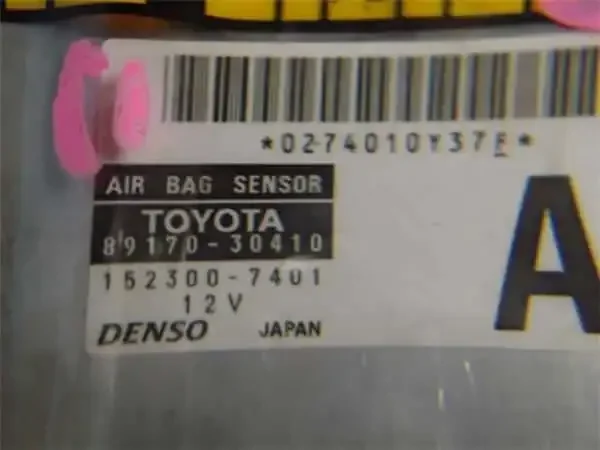 *0274010Y37F*
AIR BAG SENSOR
TOYOTA
89170-30410
152300-7401
12V
DENSO JAPAN
A